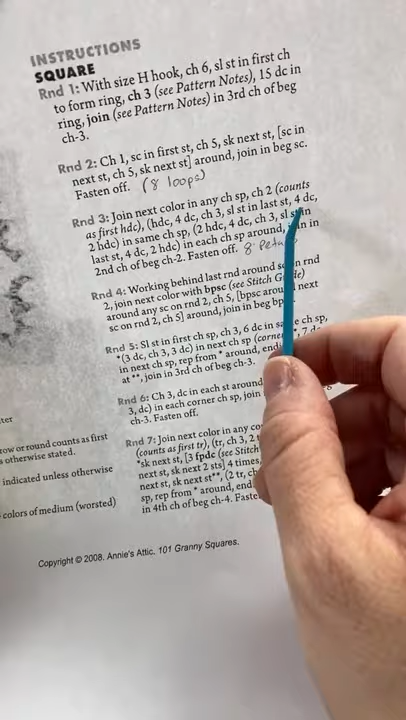 INSTRUCTIONS
SQUARE
Rnd 1: With size H hook, ch 6, sl st in first ch
to form ring, ch 3 (see Pattern Notes), 15 dc in
ring, join (see Pattern Notes) in 3rd ch of beg
ch-3.
Rnd 2: Ch 1, sc in first st, ch 5, sk next st, [sc in
next st, ch 5, sk next st] around, join in beg sc.
Fasten off. (8 loops)
Rnd 3: Join next color in any ch sp, ch 2 (counts
as first hdc), (hdc, 4 dc, ch 3, sl st in last st, 4 dc,
2 hdc) in same ch sp, (2 hdc, 4 dc, ch 3, sl st in
last st, 4 dc, 2 hdc) in each ch sp around, in
2nd ch of beg ch-2. Fasten off. 8
Rnd 4: Working behind last rnd around sc on rnd
2, join next color with bpsc (see Stitch
around any sc on rnd 2, ch 5, [bpsc next
sc on rnd 2, ch 5] around, join in beg
Rnd 5: Sl st in first ch sp, ch 3, 6 dc in ch sp,
*(3 dc, ch 3, 3 dc) in next ch sp 7
in next ch sp, rep from * around,
at **, join in 3rd ch of beg ch-3.
Rnd 6: Ch 3, dc in each st around
3, dc) in each corner ch sp, join
ch-3. Fasten off.
Rnd 7: Join next color in any
(counts as first tr), (tr, ch 3, 2
*sk next st, [3 fpdc (see Stitch
next st, sk next 2 sts] 4 times,
next st, sk next st**, (2 tr,
sp, rep from * around,
in 4th ch of beg ch-4.
row or round counts as first
otherwise stated.
indicated unless otherwise
colors of medium (worsted)
Copyright © 2008. Annie's Attic. 101 Granny Squares.